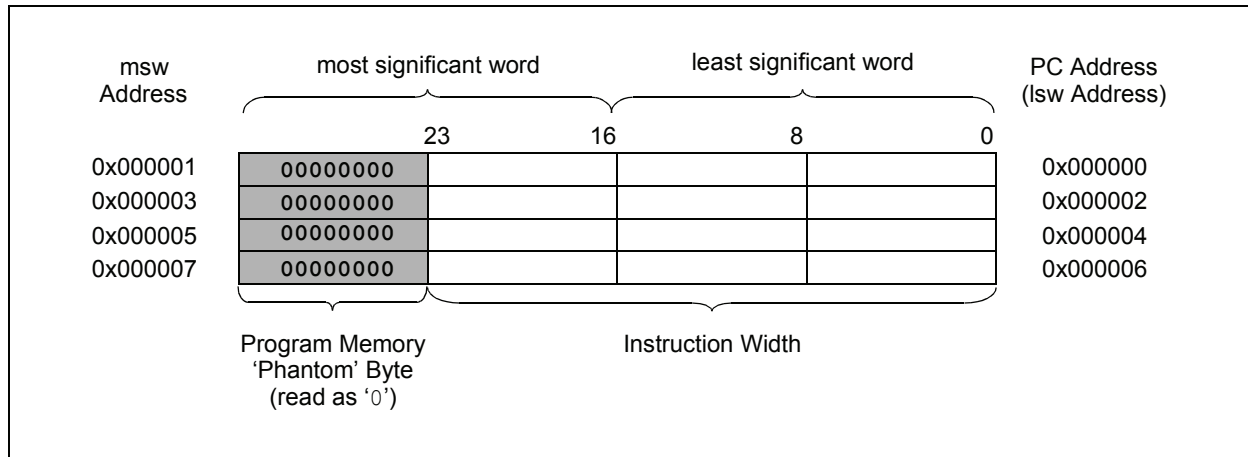 msw
Address
most significant word
least significant word
PC Address
(lsw Address)
23 16 8 0
0x000001 00000000 0x000000
0x000003 00000000 0x000002
0x000005 00000000 0x000004
0x000007 00000000 0x000006
Program Memory
‘Phantom’ Byte
(read as ‘0’)
Instruction Width